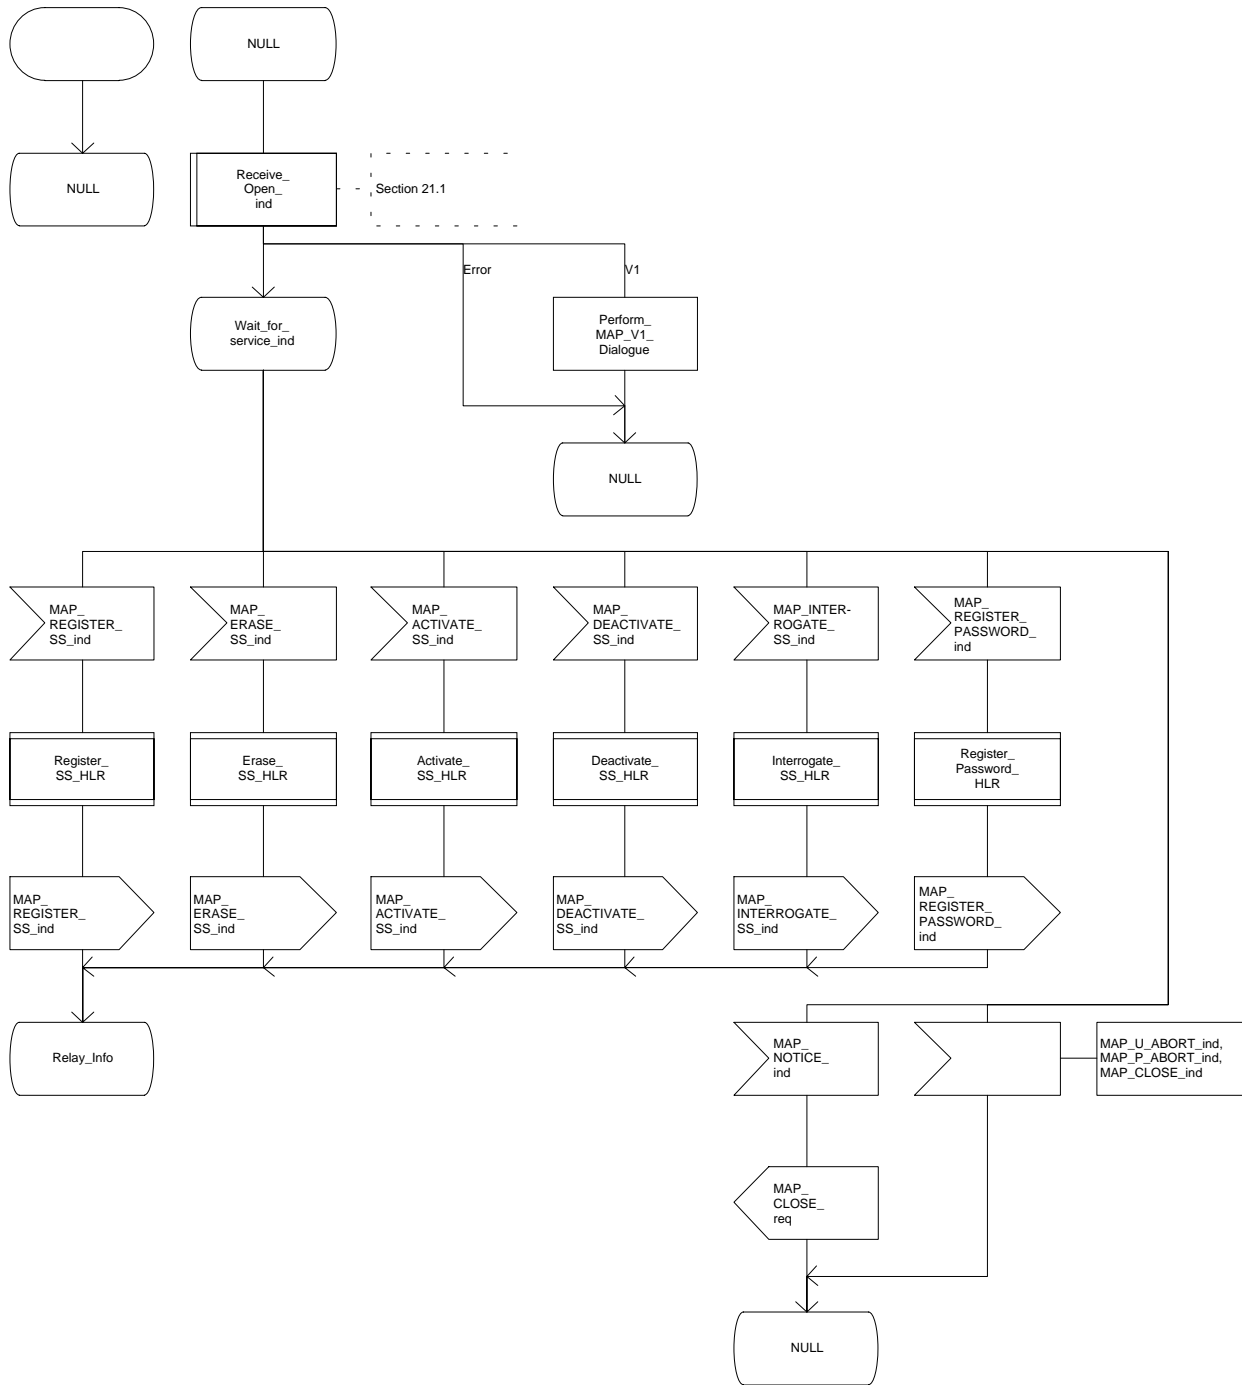 NULL
NULL
Receive_
Open_
ind
Section 21.1
Error
V1
Wait_for_
service_ind
Perform_
MAP_V1_
Dialogue
NULL
MAP_
REGISTER_
SS_ind
MAP_
ERASE_
SS_ind
MAP_
ACTIVATE_
SS_ind
MAP_
DEACTIVATE_
SS_ind
MAP_INTER-
ROGATE_
SS_ind
MAP_
REGISTER_
PASSWORD_
ind
Register_
SS_HLR
Erase_
SS_HLR
Activate_
SS_HLR
Deactivate_
SS_HLR
Interrogate_
SS_HLR
Register_
Password_
HLR
MAP_
REGISTER_
SS_ind
MAP_
ERASE_
SS_ind
MAP_
ACTIVATE_
SS_ind
MAP_
DEACTIVATE_
SS_ind
MAP_
INTERROGATE_
SS_ind
MAP_
REGISTER_
PASSWORD_
ind
Relay_Info
MAP_
NOTICE_
ind
MAP_U_ABORT_ind,
MAP_P_ABORT_ind,
MAP_CLOSE_ind
MAP_
CLOSE_
req
NULL